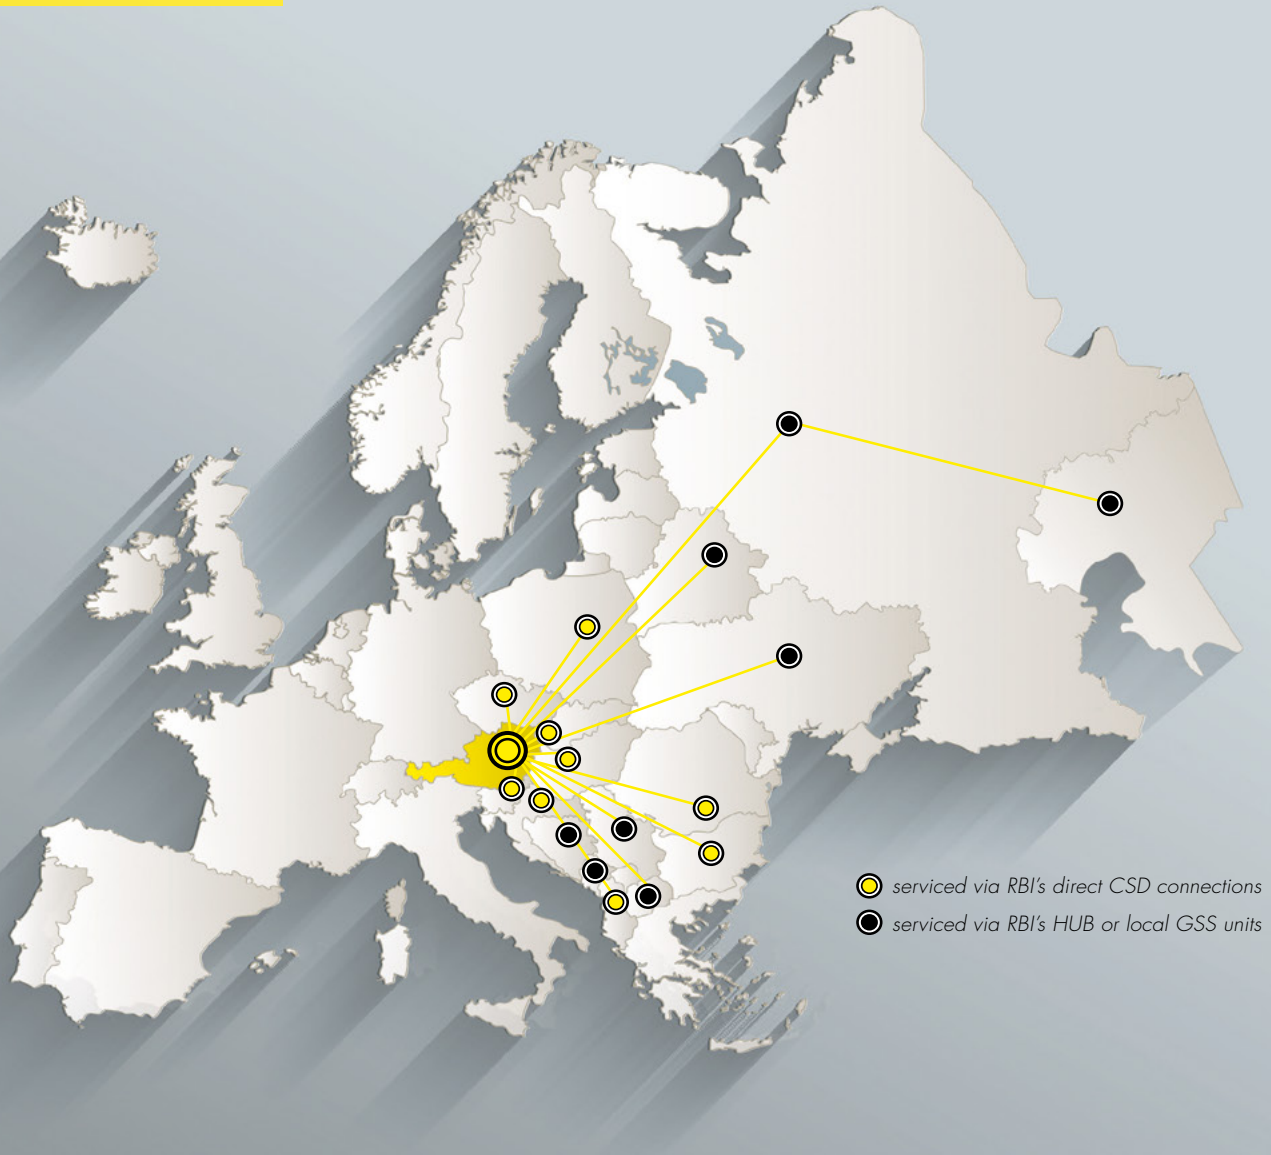 serviced via RBI's direct CSD connections
serviced via RBI's HUB or local GSS units